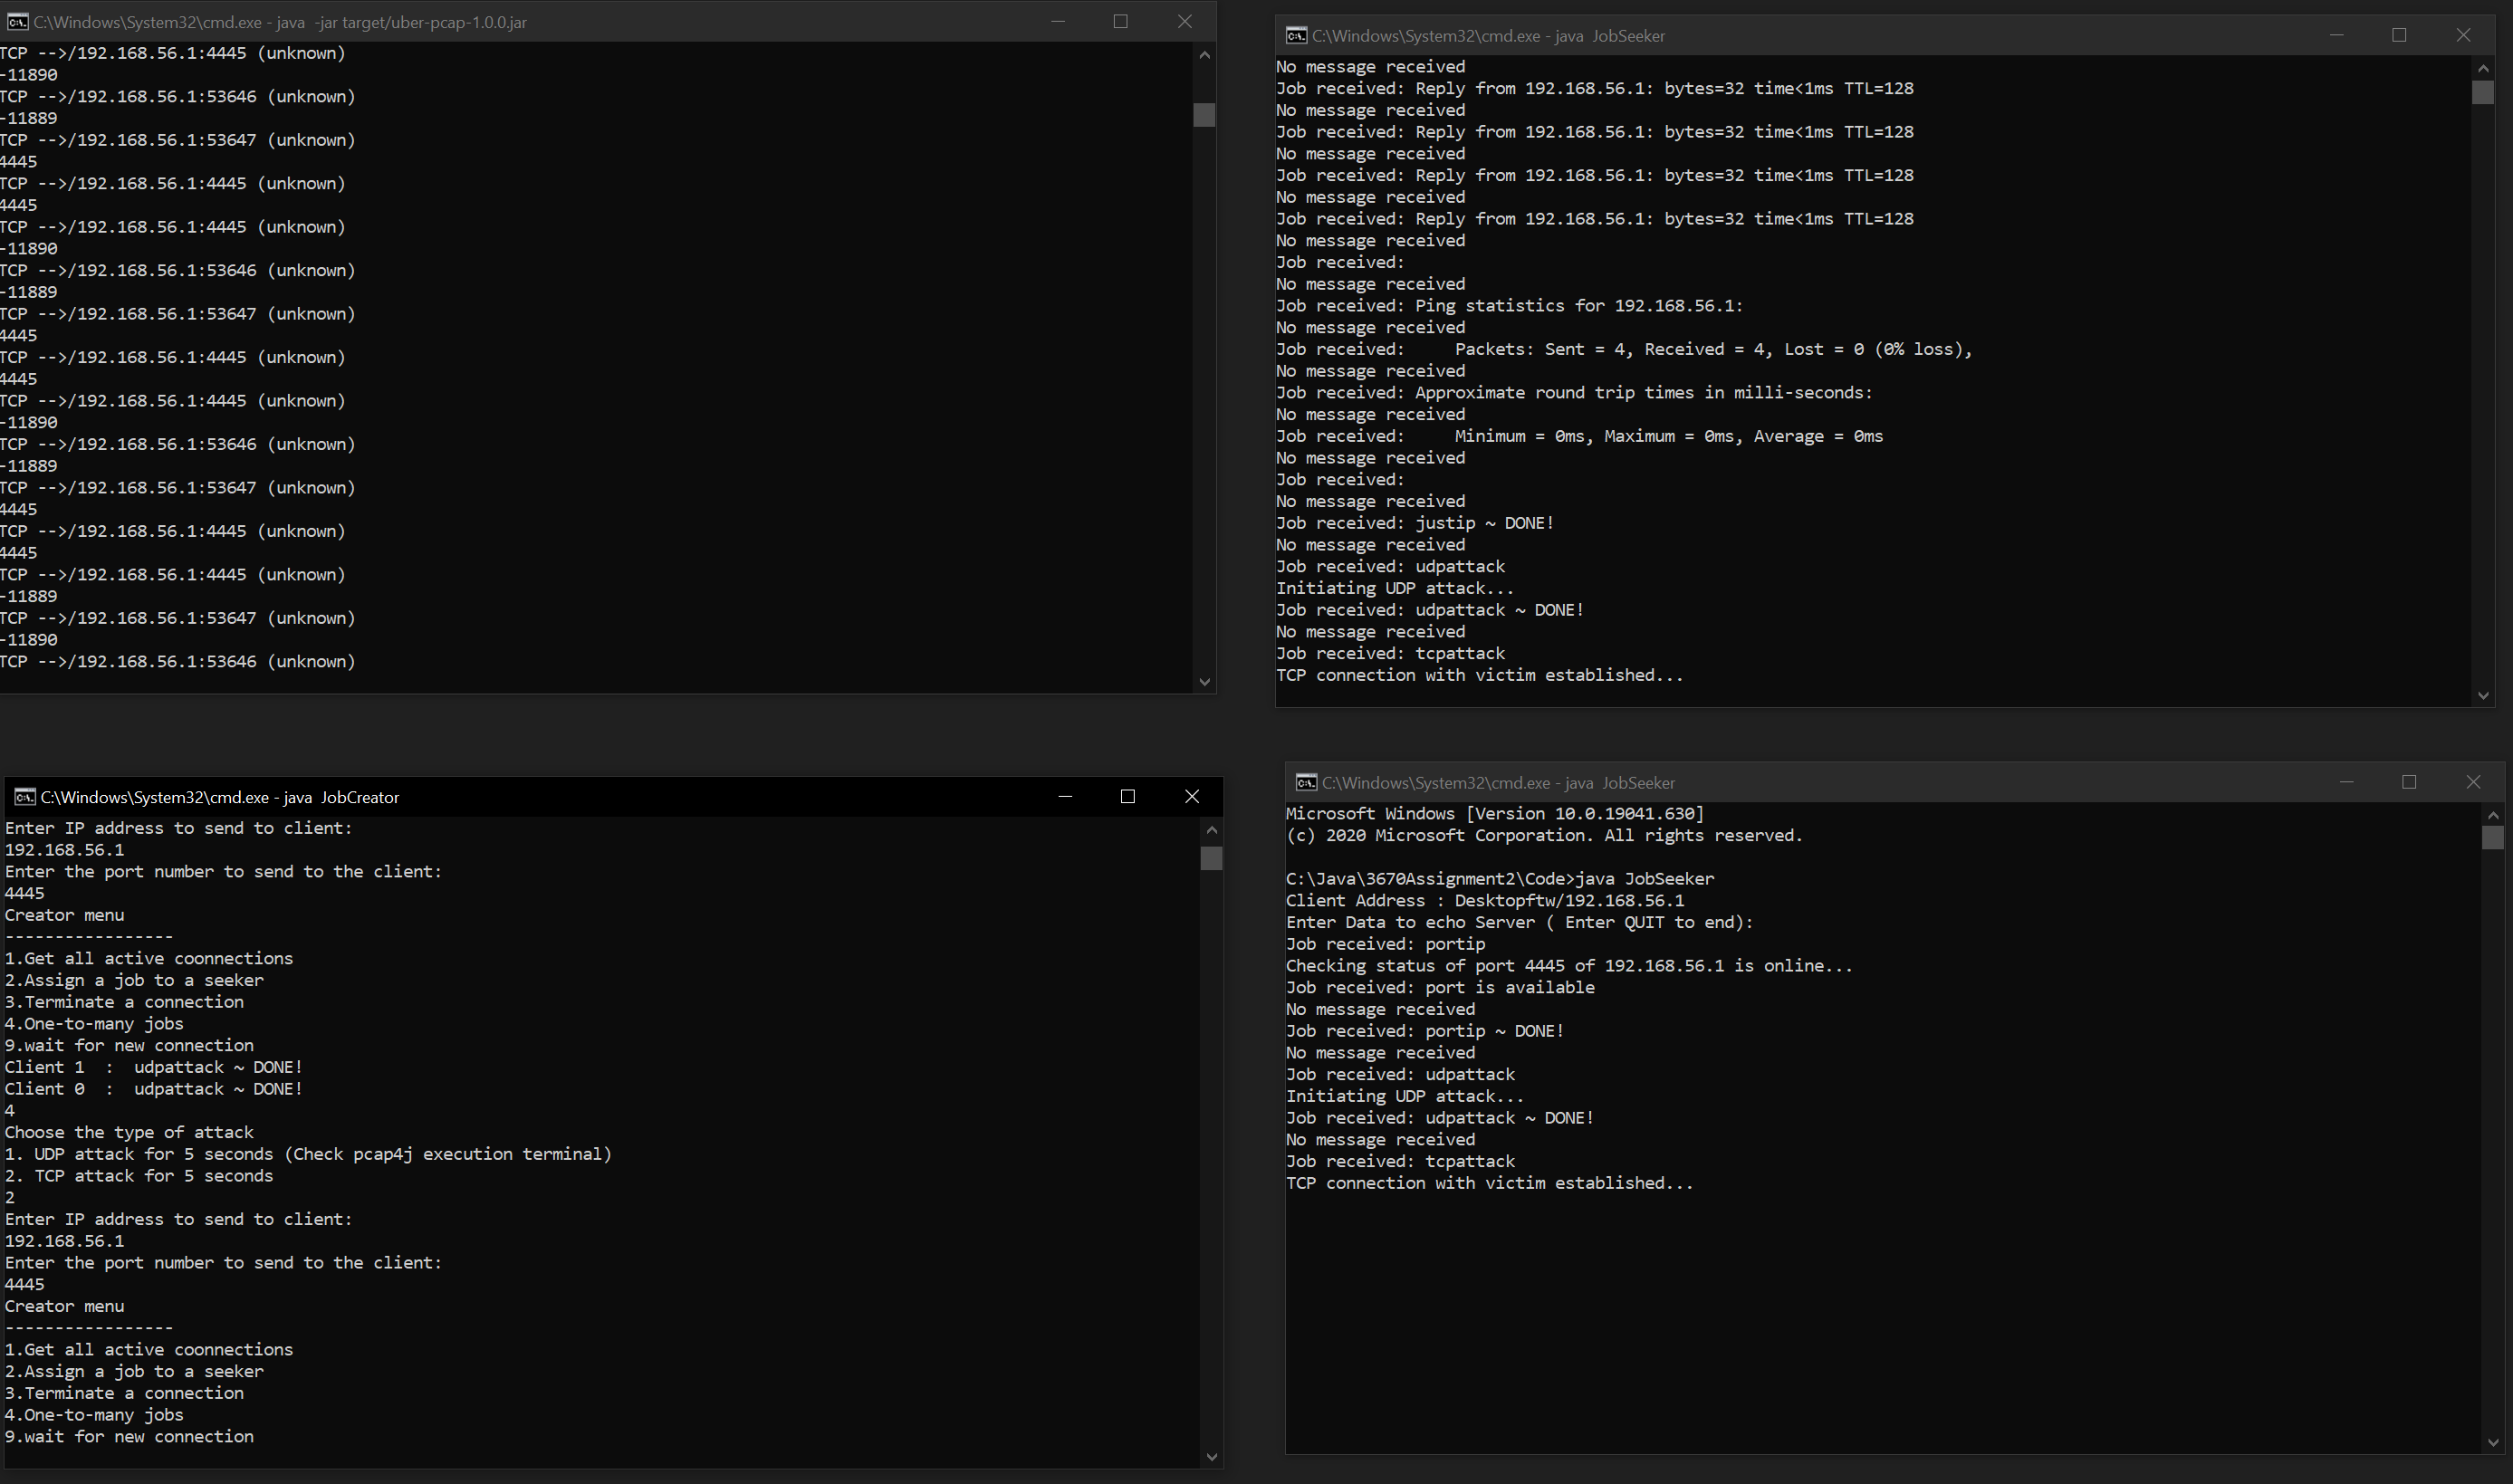 C:\Windows\System32\cmd.exe - java  -jar target/uber-pcap-1.0.0.jar
TCP -->/192.168.56.1:4445 (unknown)
-11890
TCP -->/192.168.56.1:53646 (unknown)
-11889
TCP -->/192.168.56.1:53647 (unknown)
4445
TCP -->/192.168.56.1:4445 (unknown)
4445
TCP -->/192.168.56.1:4445 (unknown)
-11890
TCP -->/192.168.56.1:53646 (unknown)
-11889
TCP -->/192.168.56.1:53647 (unknown)
4445
TCP -->/192.168.56.1:4445 (unknown)
4445
TCP -->/192.168.56.1:4445 (unknown)
-11890
TCP -->/192.168.56.1:53646 (unknown)
-11889
TCP -->/192.168.56.1:53647 (unknown)
4445
TCP -->/192.168.56.1:4445 (unknown)
4445
TCP -->/192.168.56.1:4445 (unknown)
-11889
TCP -->/192.168.56.1:53647 (unknown)
-11890
TCP -->/192.168.56.1:53646 (unknown)
C:\Windows\System32\cmd.exe - java  JobSeeker
No message received
Job received: Reply from 192.168.56.1: bytes=32 time<1ms TTL=128
No message received
Job received: Reply from 192.168.56.1: bytes=32 time<1ms TTL=128
No message received
Job received: Reply from 192.168.56.1: bytes=32 time<1ms TTL=128
No message received
Job received: Reply from 192.168.56.1: bytes=32 time<1ms TTL=128
No message received
Job received:
No message received
Job received: Ping statistics for 192.168.56.1:
No message received
Job received:     Packets: Sent = 4, Received = 4, Lost = 0 (0% loss),
No message received
Job received: Approximate round trip times in milli-seconds:
No message received
Job received:     Minimum = 0ms, Maximum = 0ms, Average = 0ms
No message received
Job received:
No message received
Job received: justip ~ DONE!
No message received
Job received: udpattack
Initiating UDP attack...
Job received: udpattack ~ DONE!
No message received
Job received: tcpattack
TCP connection with victim established...
C:\Windows\System32\cmd.exe - java  JobCreator
Enter IP address to send to client:
192.168.56.1
Enter the port number to send to the client:
4445
Creator menu
-----------------
1.Get all active coonnections
2.Assign a job to a seeker
3.Terminate a connection
4.One-to-many jobs
9.wait for new connection
Client 1  :  udpattack ~ DONE!
Client 0  :  udpattack ~ DONE!
4
Choose the type of attack
1. UDP attack for 5 seconds (Check pcap4j execution terminal)
2. TCP attack for 5 seconds
2
Enter IP address to send to client:
192.168.56.1
Enter the port number to send to the client:
4445
Creator menu
-----------------
1.Get all active coonnections
2.Assign a job to a seeker
3.Terminate a connection
4.One-to-many jobs
9.wait for new connection
C:\Windows\System32\cmd.exe - java  JobSeeker
Microsoft Windows [Version 10.0.19041.630]
(c) 2020 Microsoft Corporation. All rights reserved.
C:\Java\3670Assignment2\Code>java JobSeeker
Client Address : Desktopftw/192.168.56.1
Enter Data to echo Server ( Enter QUIT to end):
Job received: portip
Checking status of port 4445 of 192.168.56.1 is online...
Job received: port is available
No message received
Job received: portip ~ DONE!
No message received
Job received: udpattack
Initiating UDP attack...
Job received: udpattack ~ DONE!
No message received
Job received: tcpattack
TCP connection with victim established...